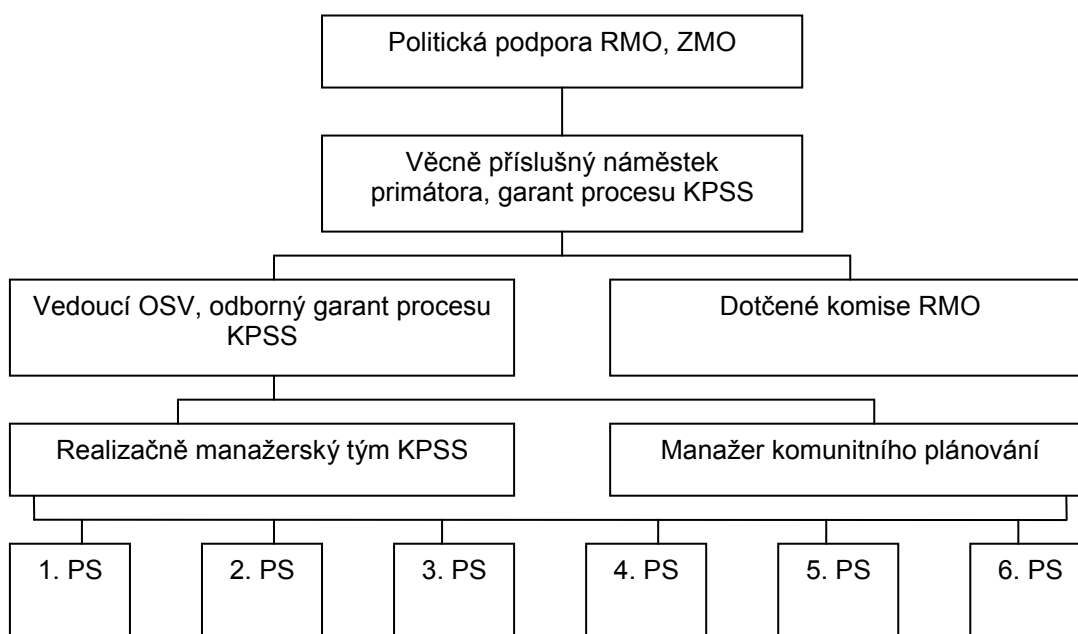 Politická podpora RMO, ZMO
Věcně příslušný náměstek
primátora, garant procesu KPSS
Vedoucí OSV, odborný garant procesu
KPSS
Dotčené komise RMO
Realizačně manažerský tým KPSS
Manažer komunitního plánování
1. PS
2. PS
3. PS
4. PS
5. PS
6. PS